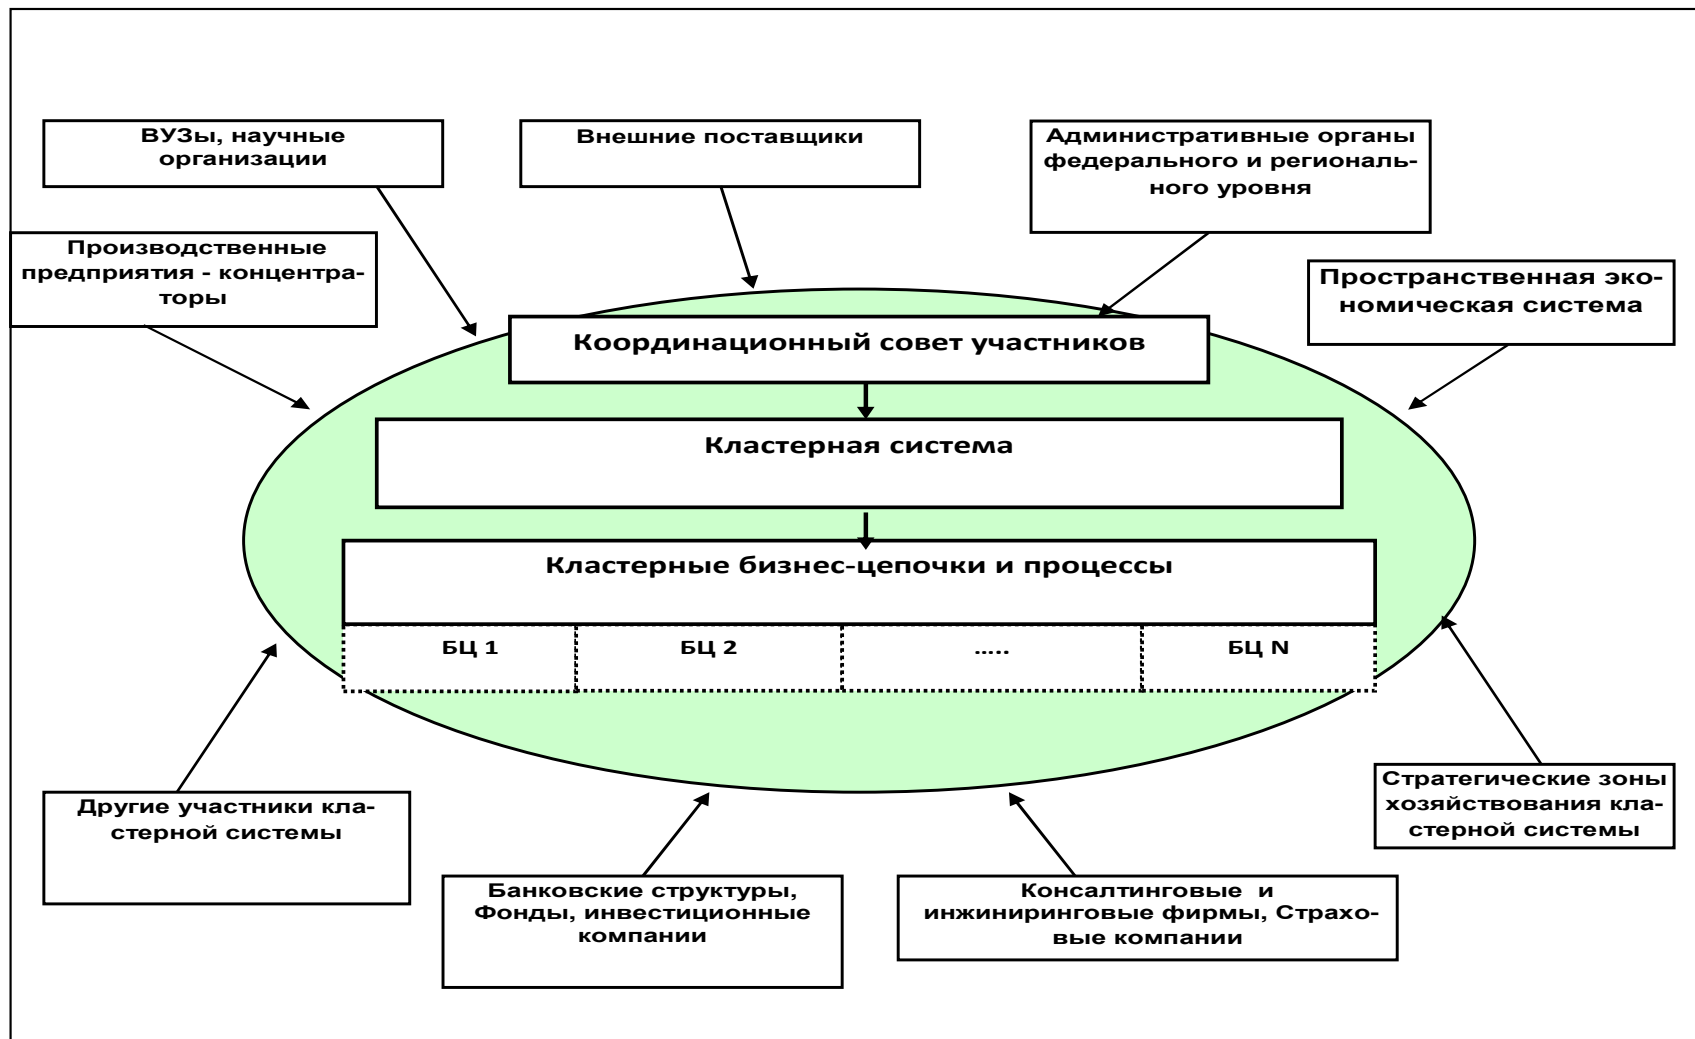 ВУЗы, научные
организации
Внешние поставщики
Административные органы
федерального и региональ-
ного уровня
Производственные
предприятия - концентра-
торы
Пространственная эко-
номическая система
Координационный совет участников
Кластерная система
Кластерные бизнес-цепочки и процессы
БЦ 1
БЦ 2
…..
БЦ N
Другие участники кла-
стерной системы
Стратегические зоны
хозяйствования кла-
стерной системы
Банковские структуры,
Фонды, инвестиционные
компании
Консалтинговые  и
инжиниринговые фирмы, Страхо-
вые компании